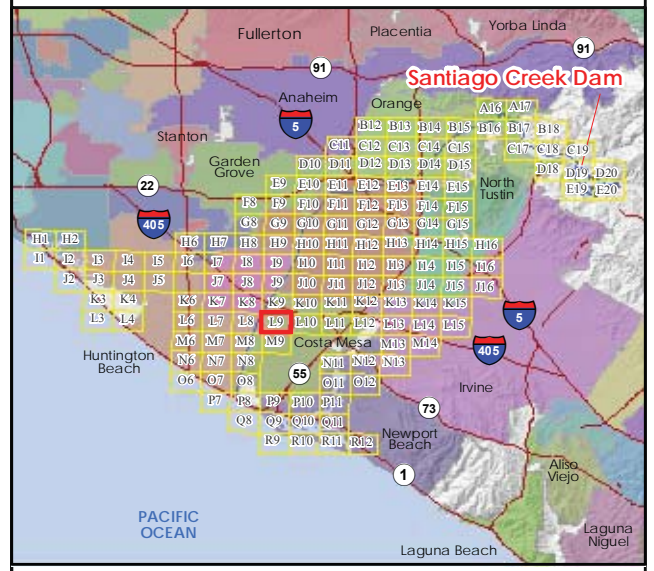 Yorba Linda
Placentia
Fullerton
91
91
Santiago Creek Dam
Anaheim
Orange
A16 A17
5
B12 B13 B14 B15 B16 B17 B18
Stanton
C11 C12 C13 C14 C15 C17 C18 C19
Garden
Grove
D10 D11 D12 D13 D14 D15 D18 D19 D20
22
E9 E10 E11 E12 E13 E14 E15 E19 E20
North
Tustin
F8 F9 F10 F11 F12 F13 F14 F15
405
G8 G9 G10 G11 G12 G13 G14 G15
H1 H2 H6 H7 H8 H9 H10 H11 H12 H13 H14 H15 H16
I1 I2 I3 I4 I5 I6 I7 I8 I9 I10 I11 I12 I13 I14 I15 I16
J2 J3 J4 J5 J7 J8 J9 J10 J11 J12 J13 J14 J15 J16
K3 K4 K6 K7 K8 K9 K10 K11 K12 K13 K14 K15
5
L3 L4 L6 L7 L8 L9 L10 L11 L12 L13 L14 L15
M6 M7 M8 M9 Costa Mesa M13 M14
405
Huntington
Beach
N6 N7 N8 N11 N12 N13
55
O6 O7 O8 O11 O12
Irvine
P7 P8 P9 P10 P11
73
Q8 Q9 Q10 Q11
Newport
Beach
R9 R10 R11 R12
1
Aliso
Viejo
PACIFIC
OCEAN
Laguna
Niguel
Laguna Beach